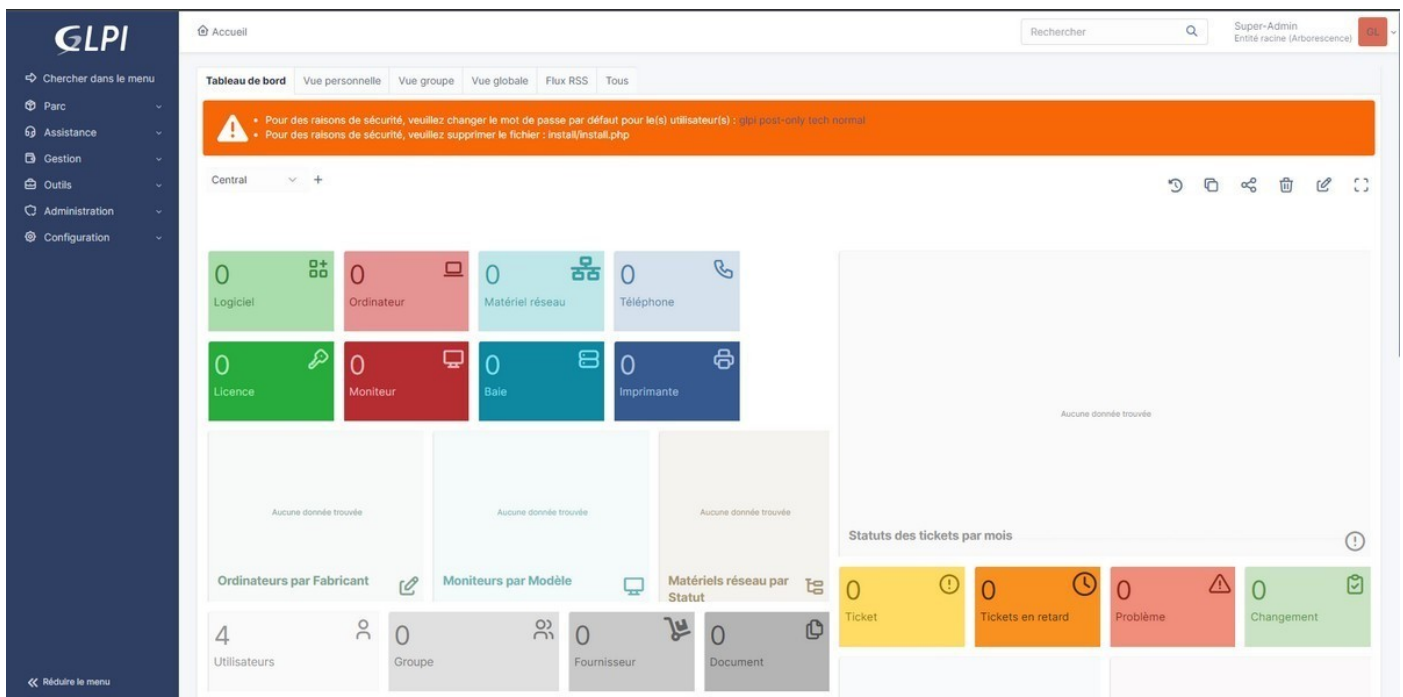 GLPI
Accueil
Rechercher
Super-Admin
Entité racine (Arborescence)
GL
Chercher dans le menu
Parc
Assistance
Gestion
Outils
Administration
Configuration
Tableau de bord
Vue personnelle
Vue groupe
Vue globale
Flux RSS
Tous
• Pour des raisons de sécurité, veuillez changer le mot de passe par défaut pour le(s) utilisateur(s) : glpi post-only tech normal
• Pour des raisons de sécurité, veuillez supprimer le fichier : install/install.php
Central
0
Logiciel
0
Ordinateur
0
Matériel réseau
0
Téléphone
0
Licence
0
Moniteur
0
Baie
0
Imprimante
Aucune donnée trouvée
Ordinateurs par Fabricant
Aucune donnée trouvée
Moniteurs par Modèle
Aucune donnée trouvée
Matériels réseau par
Statut
4
Utilisateurs
0
Groupe
0
Fournisseur
0
Document
Aucune donnée trouvée
Statuts des tickets par mois
0
Ticket
0
Tickets en retard
0
Problème
0
Changement
Réduire le menu